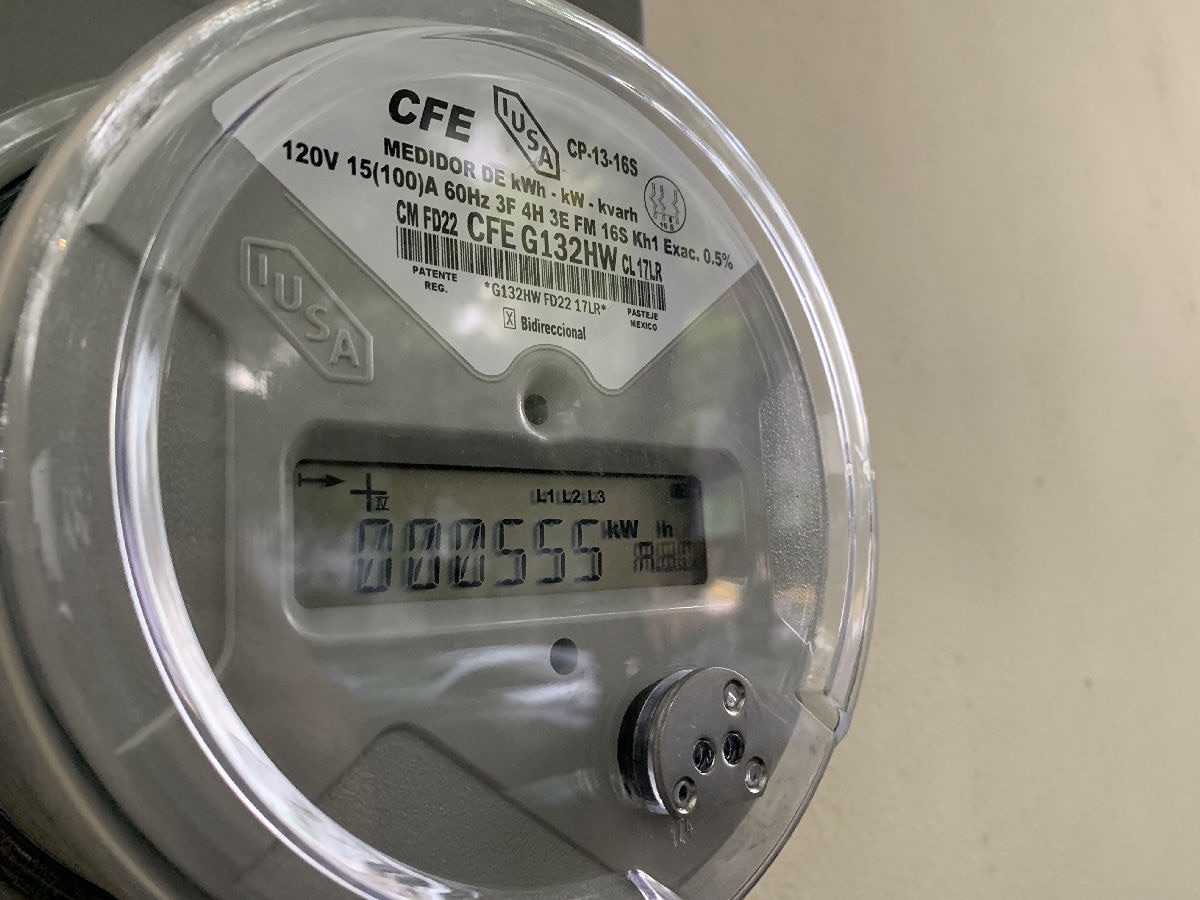 CFE IUSA CP-13-16S
MEDIDOR DE kWh - kW - kvarh
120V 15(100)A 60Hz 3F 4H 3E FM 16S Kh1 Exac. 0.5%
CM FD22 CFE G132HW CL 17LR
PATENTE
REG.
*G132HW FD22 17LR*
PASTEJE
MEXICO
X Bidireccional
IUSA
IV L1 L2 L3
000555 kW h